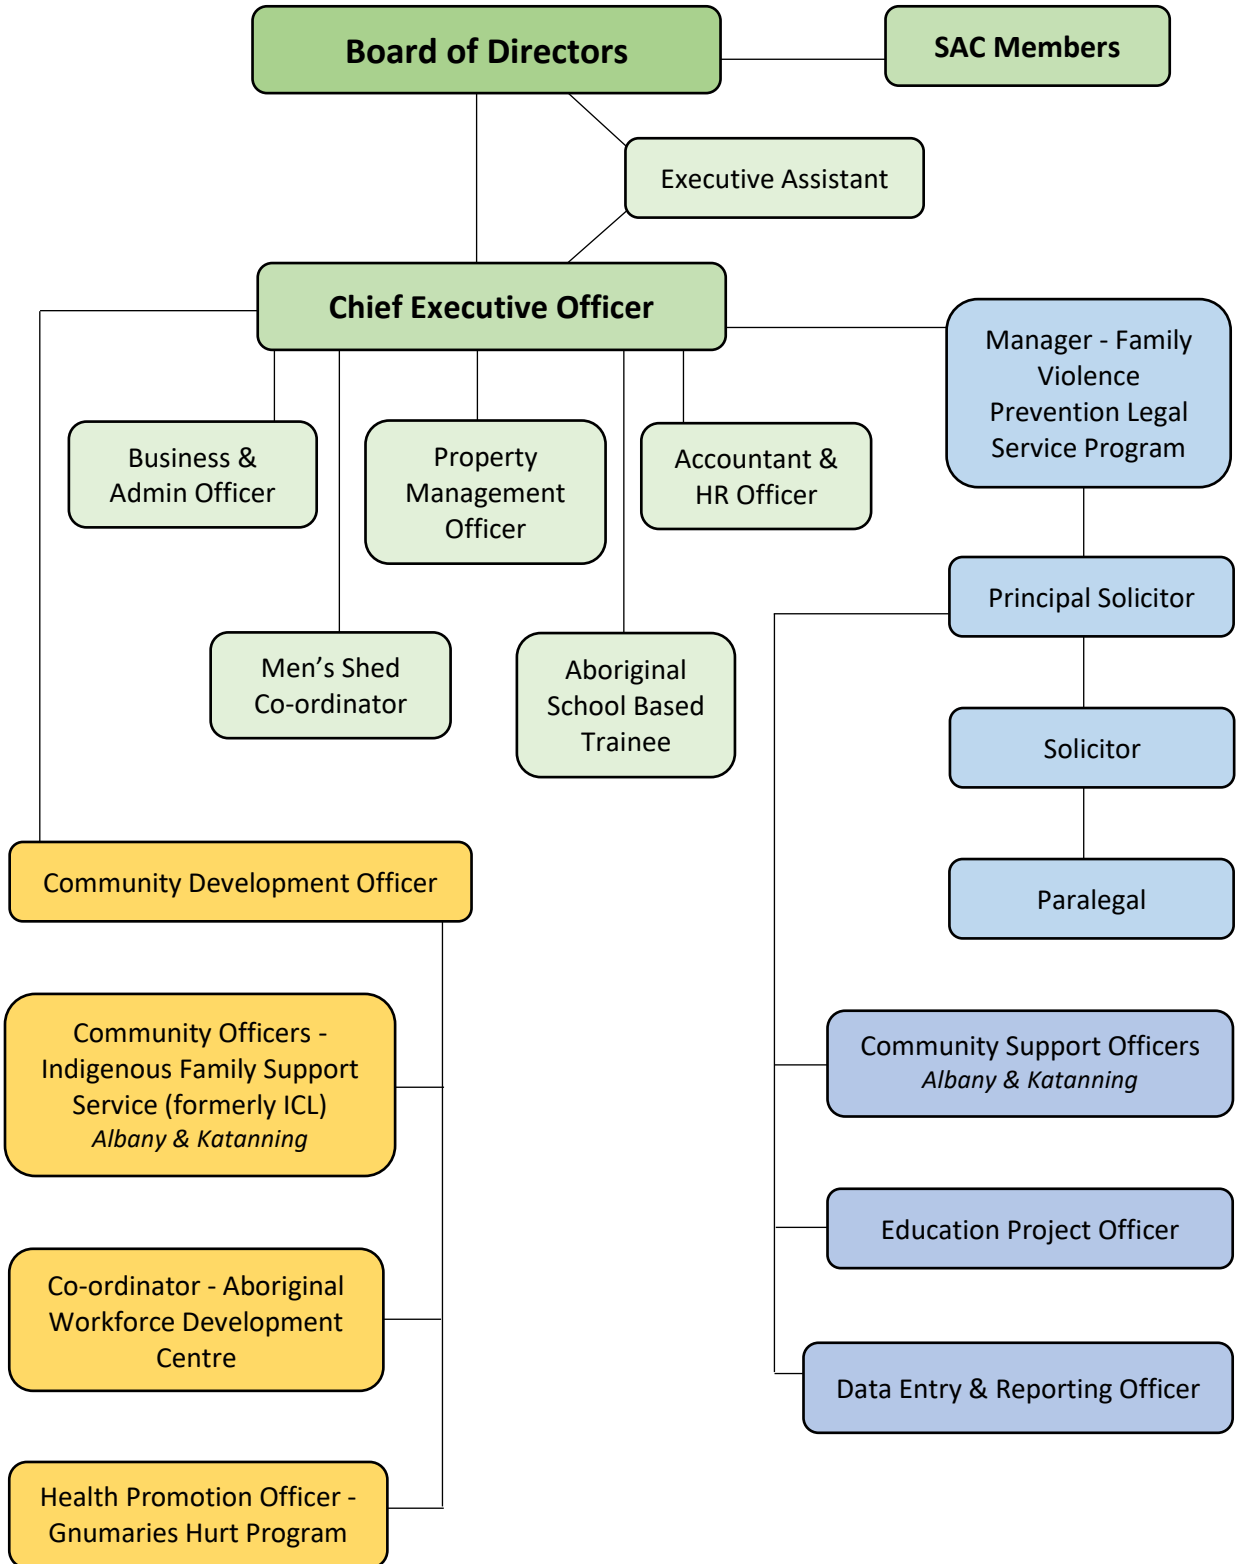 Board of Directors
SAC Members
Executive Assistant
Chief Executive Officer
Manager - Family
Violence
Prevention Legal
Service Program
Business &
Admin Officer
Property
Management
Officer
Accountant &
HR Officer
Principal Solicitor
Men’s Shed
Co-ordinator
Aboriginal
School Based
Trainee
Solicitor
Community Development Officer
Paralegal
Community Officers -
Indigenous Family Support
Service (formerly ICL)
Albany & Katanning
Community Support Officers
Albany & Katanning
Education Project Officer
Co-ordinator - Aboriginal
Workforce Development
Centre
Data Entry & Reporting Officer
Health Promotion Officer -
Gnumaries Hurt Program